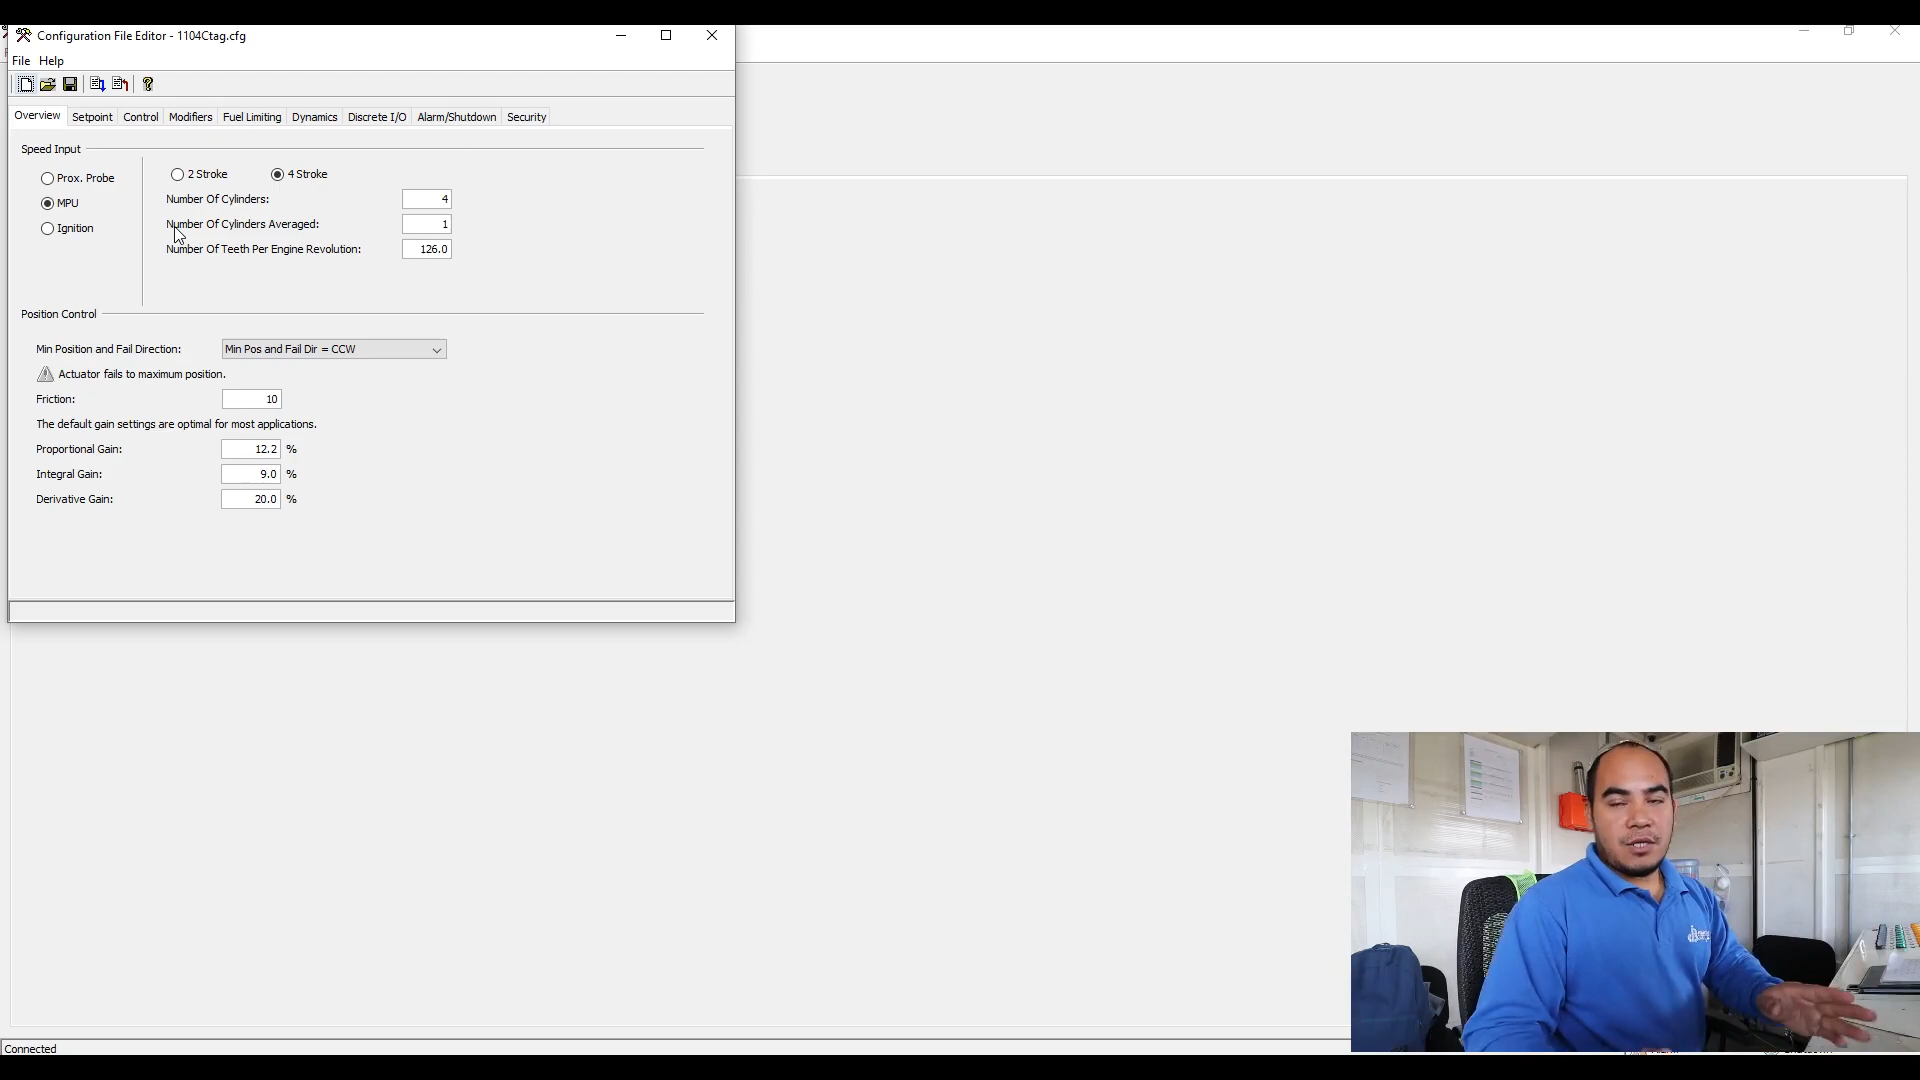 Configuration File Editor - 1104Ctag.cfg
File Help
Overview Setpoint Control Modifiers Fuel Limiting Dynamics Discrete I/O Alarm/Shutdown Security
Speed Input
Prox. Probe
MPU
Ignition
2 Stroke 4 Stroke
Number Of Cylinders: 4
Number Of Cylinders Averaged: 1
Number Of Teeth Per Engine Revolution: 126.0
Position Control
Min Position and Fail Direction: Min Pos and Fail Dir = CCW
Actuator fails to maximum position.
Friction: 10
The default gain settings are optimal for most applications.
Proportional Gain: 12.2 %
Integral Gain: 9.0 %
Derivative Gain: 20.0 %
Connected